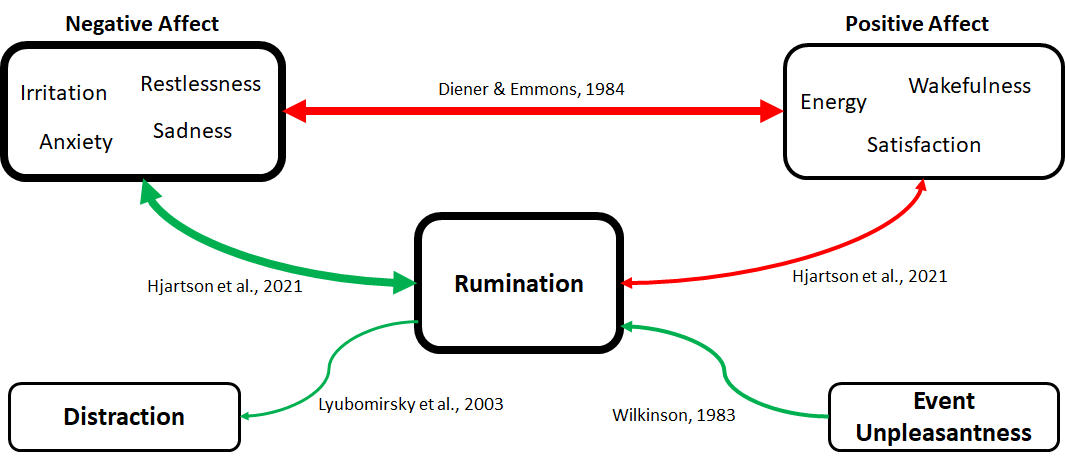 Negative Affect
Positive Affect
Irritation
Restlessness
Anxiety
Sadness
Diener & Emmons, 1984
Energy
Wakefulness
Satisfaction
Rumination
Hjartson et al., 2021
Hjartson et al., 2021
Distraction
Lyubomirsky et al., 2003
Wilkinson, 1983
Event
Unpleasantness